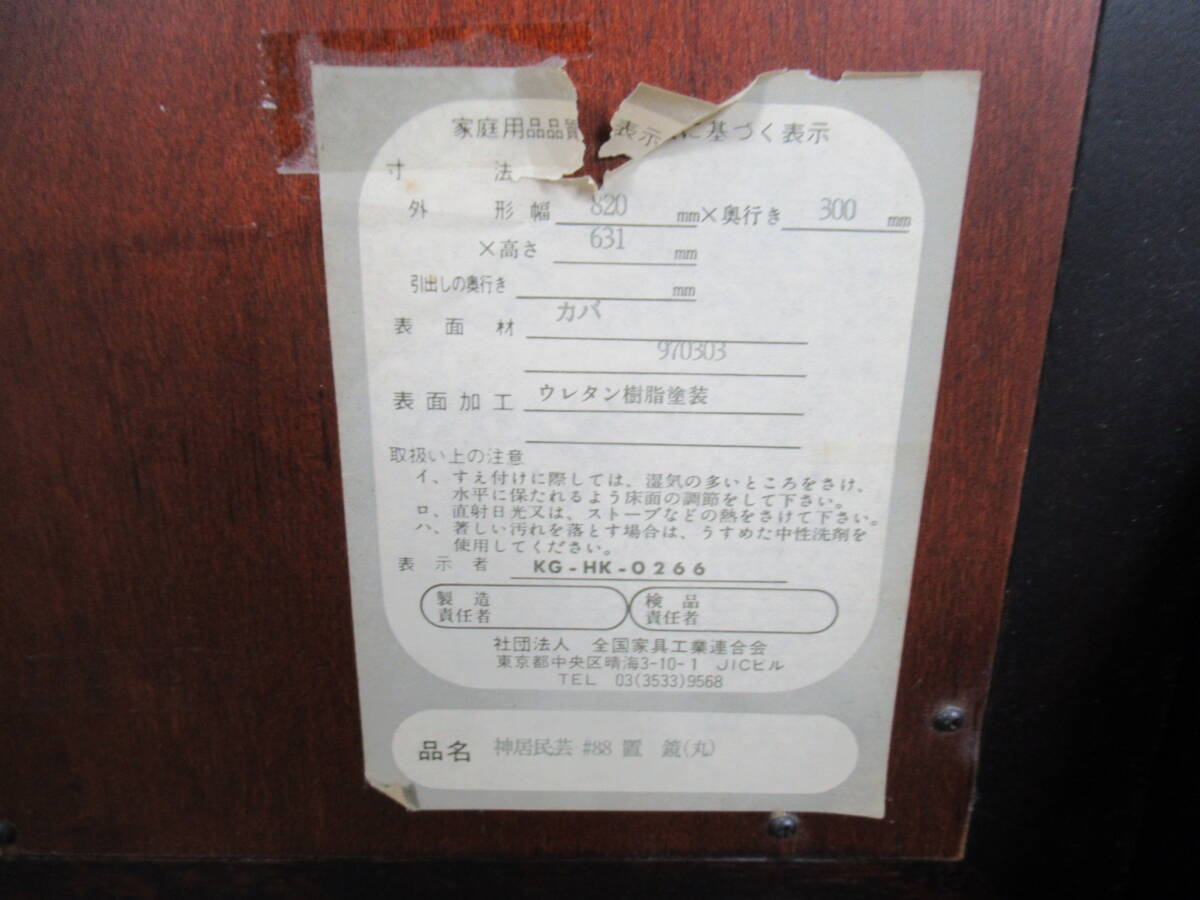 家庭用品品質表示 に基づく表示
寸 法
外 形 幅 820 mm×奥行き 300 mm
×高さ 631 mm
引出しの奥行き mm
表 面 材 カバ
970303
表面加工 ウレタン樹脂塗装
取扱い上の注意
イ、すえ付けに際しては、湿気の多いところをさけ、
水平に保たれるよう床面の調節をして下さい。
ロ、直射日光又は、ストーブなどの熱をさけて下さい。
ハ、著しい汚れを落とす場合は、うすめた中性洗剤を
使用してください。
表 示 者 KG-HK-0266
製 造 検 品
責任者 責任者
社団法人 全国家具工業連合会
東京都中央区晴海3-10-1 JICビル
TEL 03(3533)9568
品名 神居民芸 #88 置 鏡(丸)